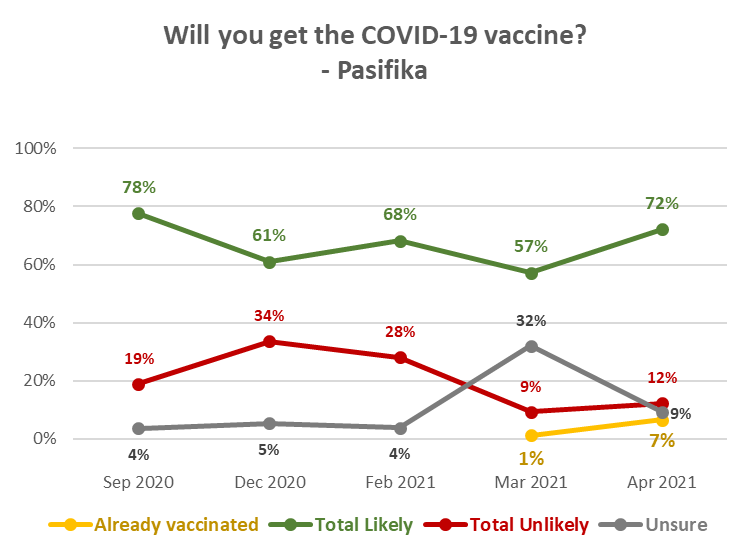 Will you get the COVID-19 vaccine?
- Pasifika
100%
80%
60%
40%
20%
0%
78%
61%
68%
57%
72%
19%
34%
28%
9%
12%
4%
5%
4%
32%
9%
1%
7%
Sep 2020
Dec 2020
Feb 2021
Mar 2021
Apr 2021
Already vaccinated
Total Likely
Total Unlikely
Unsure